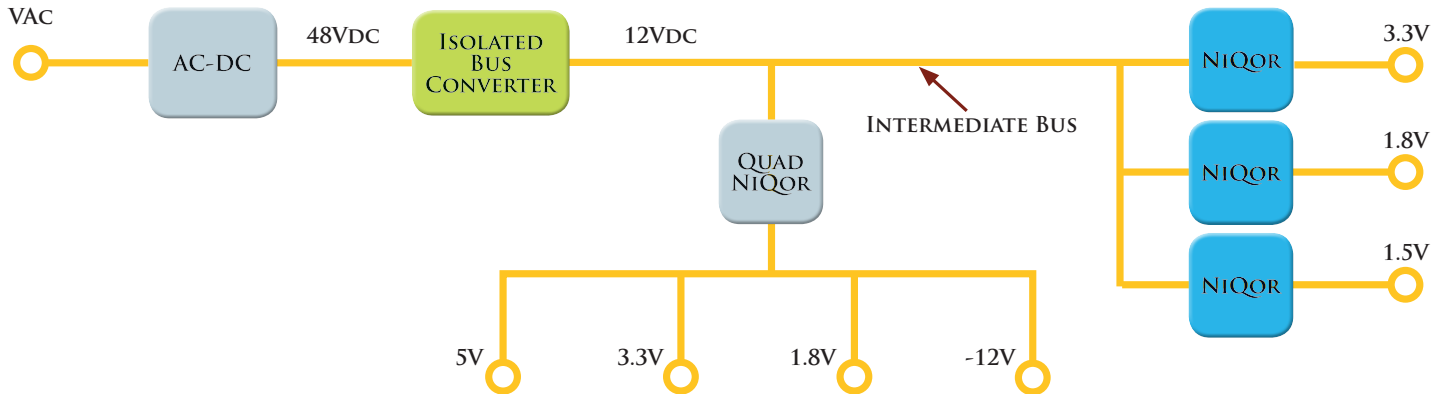 VAC
AC-DC
48VDC
ISOLATED
BUS
CONVERTER
12VDC
INTERMEDIATE BUS
NIQOR
3.3V
NIQOR
1.8V
NIQOR
1.5V
QUAD
NIQOR
5V
3.3V
1.8V
-12V